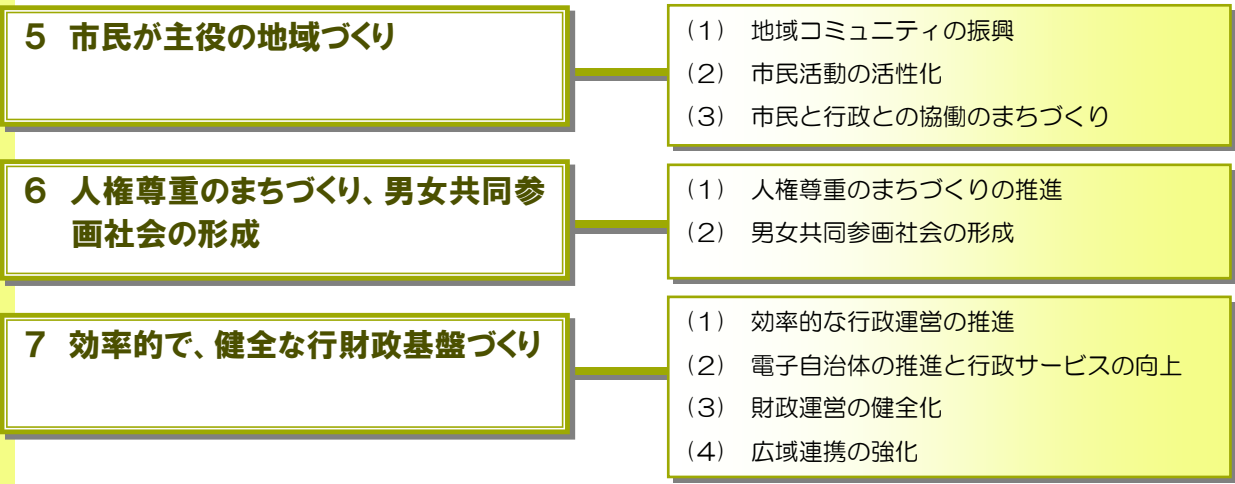 5 市民が主役の地域づくり
(1) 地域コミュニティの振興
(2) 市民活動の活性化
(3) 市民と行政との協働のまちづくり
6 人権尊重のまちづくり、男女共同参
画社会の形成
(1) 人権尊重のまちづくりの推進
(2) 男女共同参画社会の形成
7 効率的で、健全な行財政基盤づくり
(1) 効率的な行政運営の推進
(2) 電子自治体の推進と行政サービスの向上
(3) 財政運営の健全化
(4) 広域連携の強化